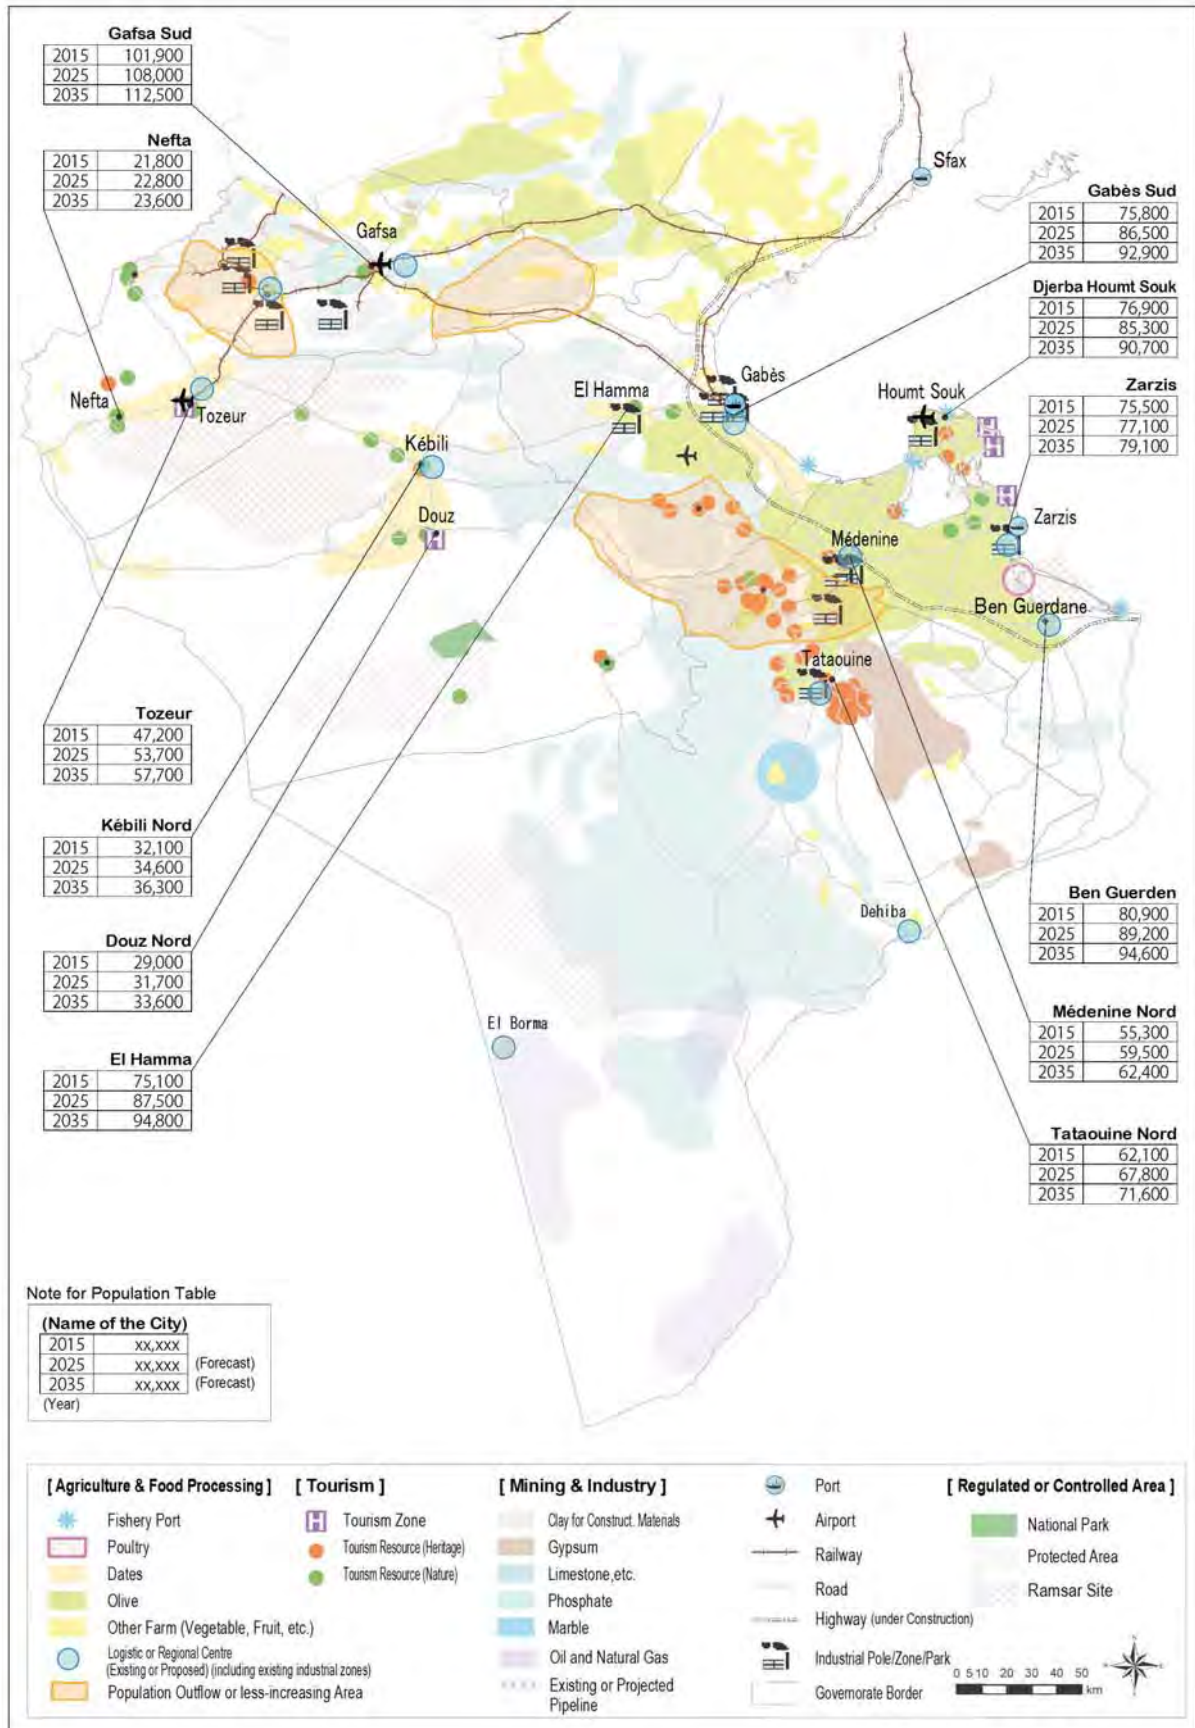 Gafsa Sud
2015 101,900
2025 108,000
2035 112,500
Nefta
2015 21,800
2025 22,800
2035 23,600
Sfax
Gabès Sud
2015 75,800
2025 86,500
2035 92,900
Gafsa
Djerba Houmt Souk
2015 76,900
2025 85,300
2035 90,700
Zarzis
2015 75,500
2025 77,100
2035 79,100
Gabès
El Hamma
Houmt Souk
Nefta
Tozeur
Kébili
Douz
Zarzis
Médenine
Ben Guerdane
Tataouine
Tozeur
2015 47,200
2025 53,700
2035 57,700
Kébili Nord
2015 32,100
2025 34,600
2035 36,300
Ben Guerden
2015 80,900
2025 89,200
2035 94,600
Dehiba
Douz Nord
2015 29,000
2025 31,700
2035 33,600
Médenine Nord
2015 55,300
2025 59,500
2035 62,400
El Borma
El Hamma
2015 75,100
2025 87,500
2035 94,800
Tataouine Nord
2015 62,100
2025 67,800
2035 71,600
Note for Population Table
(Name of the City)
2015 xx,xxx
2025 xx,xxx (Forecast)
2035 xx,xxx (Forecast)
(Year)
[ Agriculture & Food Processing ]
Fishery Port
Poultry
Dates
Olive
Other Farm (Vegetable, Fruit, etc.)
Logistic or Regional Centre
(Existing or Proposed) (including existing industrial zones)
Population Outflow or less-increasing Area
[ Tourism ]
H Tourism Zone
Tourism Resource (Heritage)
Tourism Resource (Nature)
[ Mining & Industry ]
Clay for Construct. Materials
Gypsum
Limestone,etc.
Phosphate
Marble
Oil and Natural Gas
Existing or Projected
Pipeline
Port
Airport
Railway
Road
Highway (under Construction)
Industrial Pole/Zone/Park
Governorate Border
[ Regulated or Controlled Area ]
National Park
Protected Area
Ramsar Site
0 5 10 20 30 40 50
km